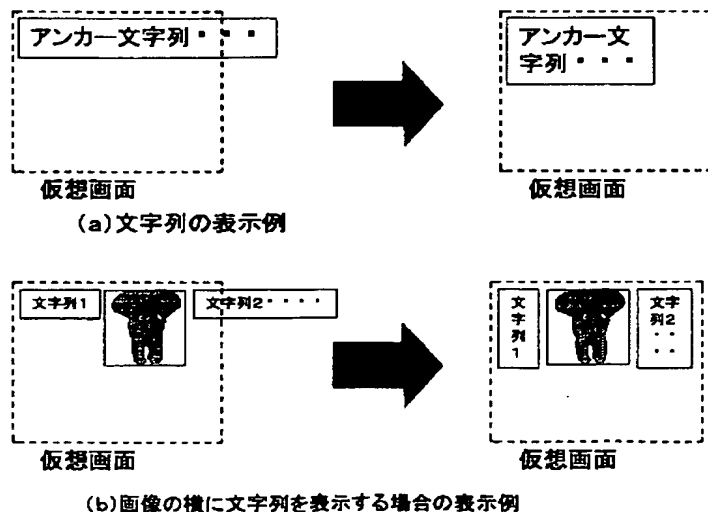 アンカー文字列・・・
アンカー文
字列・・・
仮想画面
仮想画面
(a)文字列の表示例
文字列1
文字列2・・・・
文
字
列
1
文字
列2
・・
・・
仮想画面
仮想画面
(b)画像の横に文字列を表示する場合の表示例